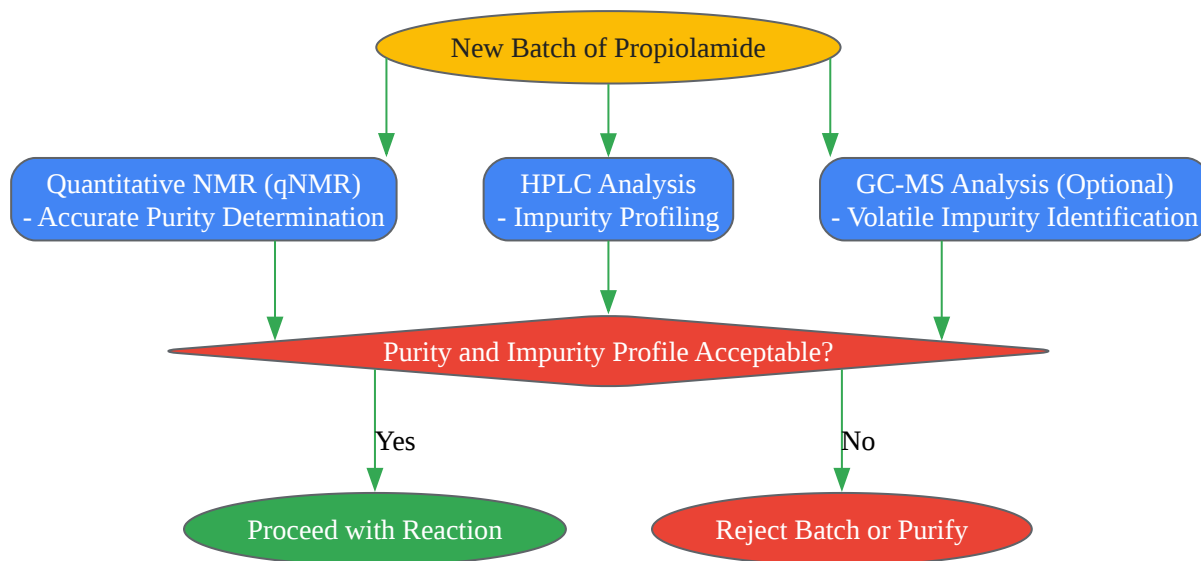 New Batch of Propiolamide
Quantitative NMR (qNMR)
- Accurate Purity Determination
HPLC Analysis
- Impurity Profiling
GC-MS Analysis (Optional)
- Volatile Impurity Identification
Purity and Impurity Profile Acceptable?
Yes
No
Proceed with Reaction
Reject Batch or Purify